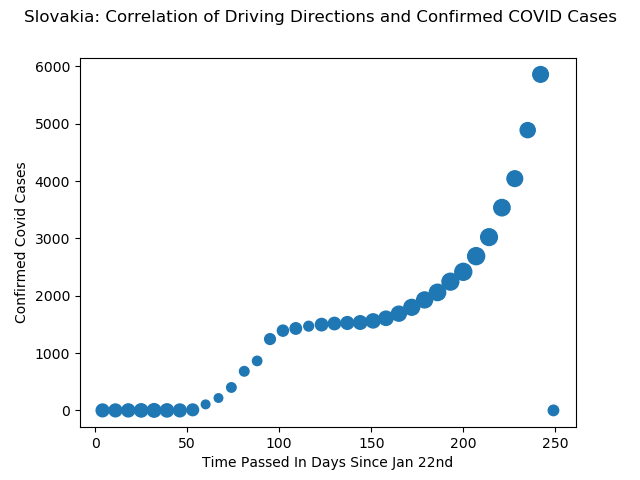 Slovakia: Correlation of Driving Directions and Confirmed COVID Cases
6000
5000
4000
3000
2000
1000
0
Confirmed Covid Cases
0 50 100 150 200 250
Time Passed In Days Since Jan 22nd